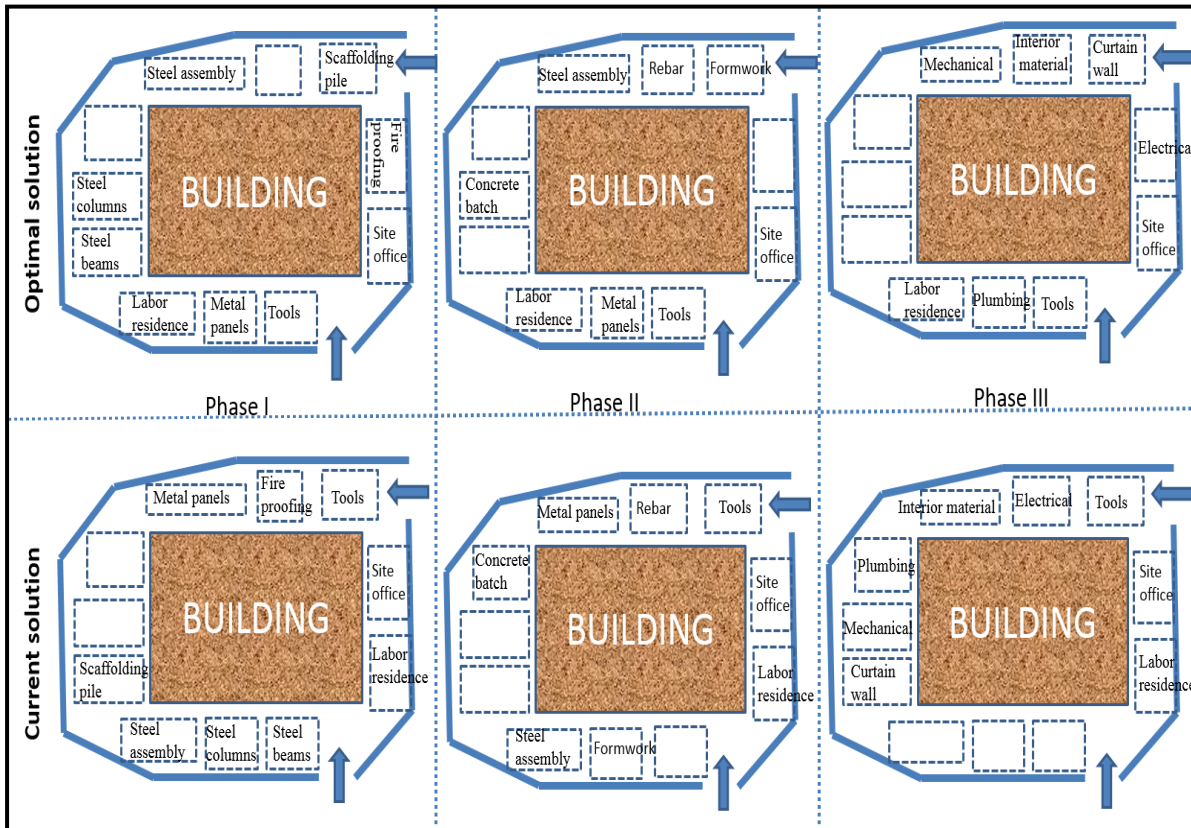 Optimal solution
Steel assembly
Scaffolding
pile
Fire
proofing
Steel
columns
BUILDING
Steel
beams
Site
office
Labor
residence
Metal
panels
Tools
Phase I
Steel assembly
Rebar
Formwork
Concrete
batch
BUILDING
Site
office
Labor
residence
Metal
panels
Tools
Phase II
Mechanical
Interior
material
Curtain
wall
Electrical
BUILDING
Site
office
Labor
residence
Plumbing
Tools
Phase III
Current solution
Metal panels
Fire
proofing
Tools
Site
office
BUILDING
Scaffolding
pile
Labor
residence
Steel
assembly
Steel
columns
Steel
beams
Metal panels
Rebar
Tools
Concrete
batch
Site
office
BUILDING
Labor
residence
Steel
assembly
Formwork
Interior material
Electrical
Tools
Plumbing
Site
office
Mechanical
BUILDING
Curtain
wall
Labor
residence